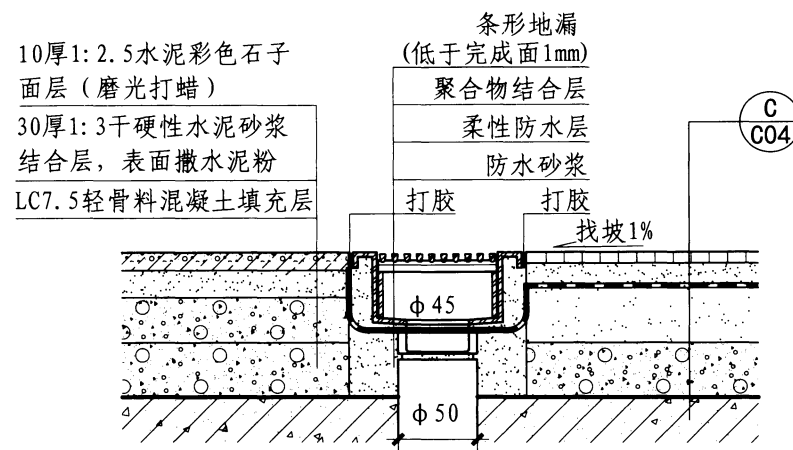 10厚1:2.5水泥彩色石子
面层（磨光打蜡）
30厚1:3干硬性水泥砂浆
结合层，表面撒水泥粉
LC7.5轻骨料混凝土填充层
条形地漏
(低于完成面1mm)
聚合物结合层
柔性防水层
防水砂浆
打胶
打胶
C
C04
找坡1%
ф45
ф50